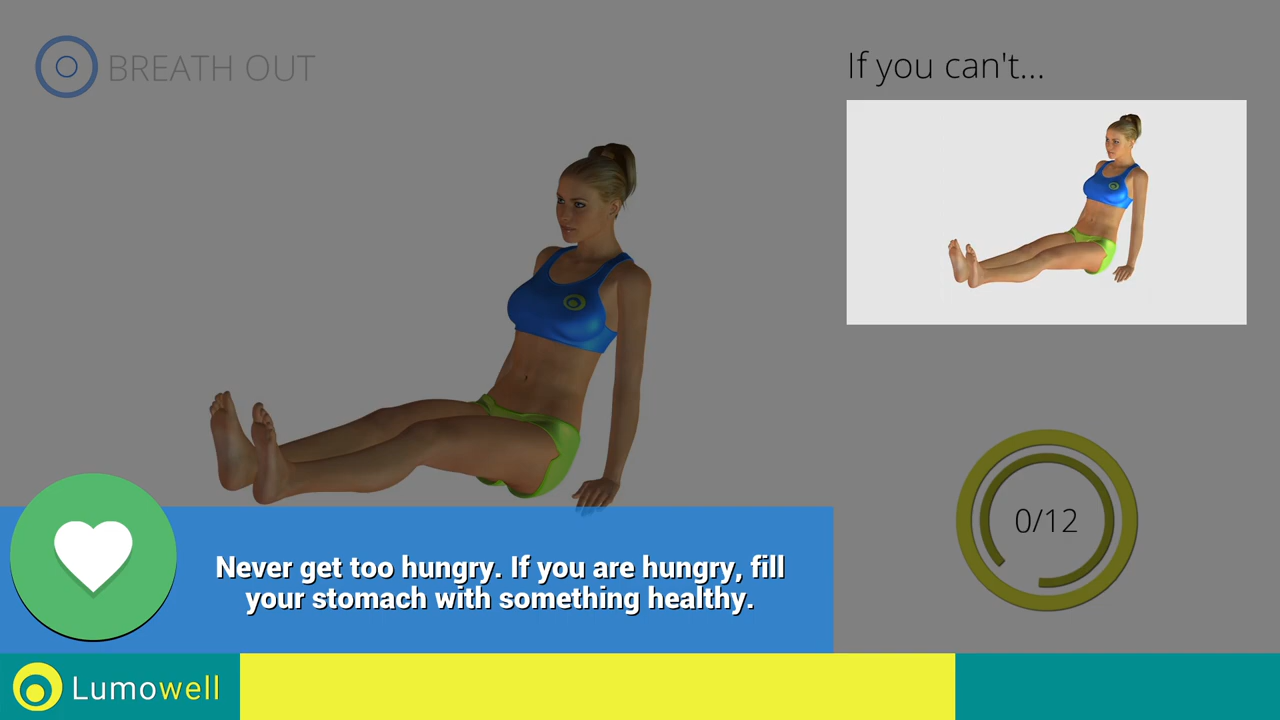 BREATH OUT
If you can't...
0/12
Never get too hungry. If you are hungry, fill
your stomach with something healthy.
Lumowell